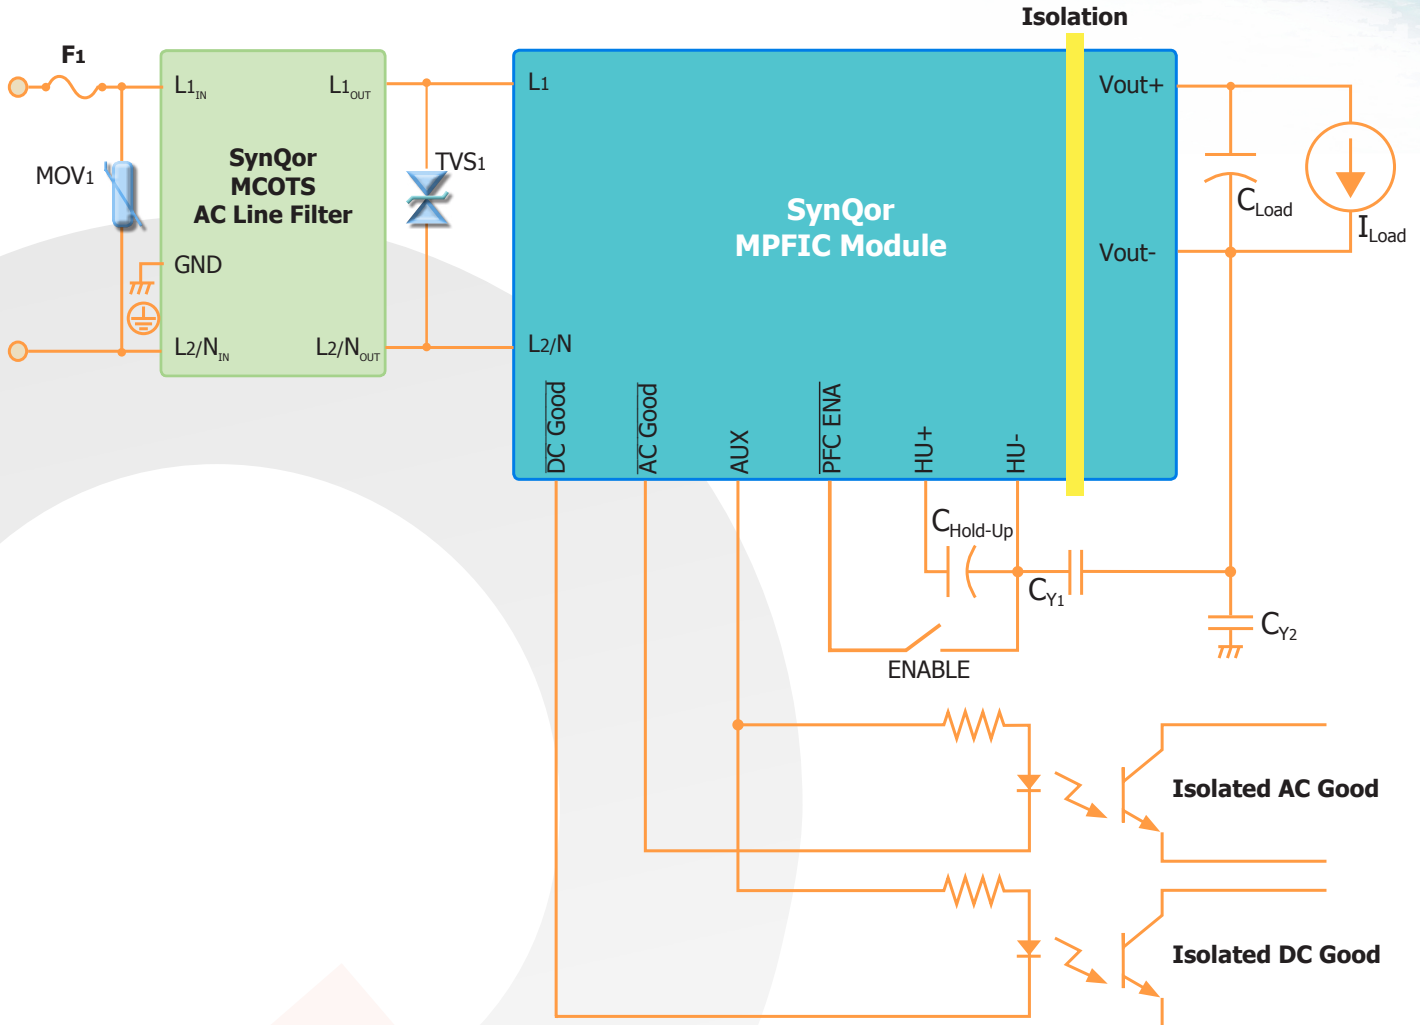 Isolation
F1
L1IN
L1OUT
L1
Vout+
MOV1
SynQor
MCOTS
AC Line Filter
TVS1
SynQor
MPFIC Module
CLoad
ILoad
GND
Vout-
L2/NIN
L2/NOUT
L2/N
DC Good
AC Good
AUX
PFC ENA
HU+
HU-
CHold-Up
CY1
CY2
ENABLE
Isolated AC Good
Isolated DC Good